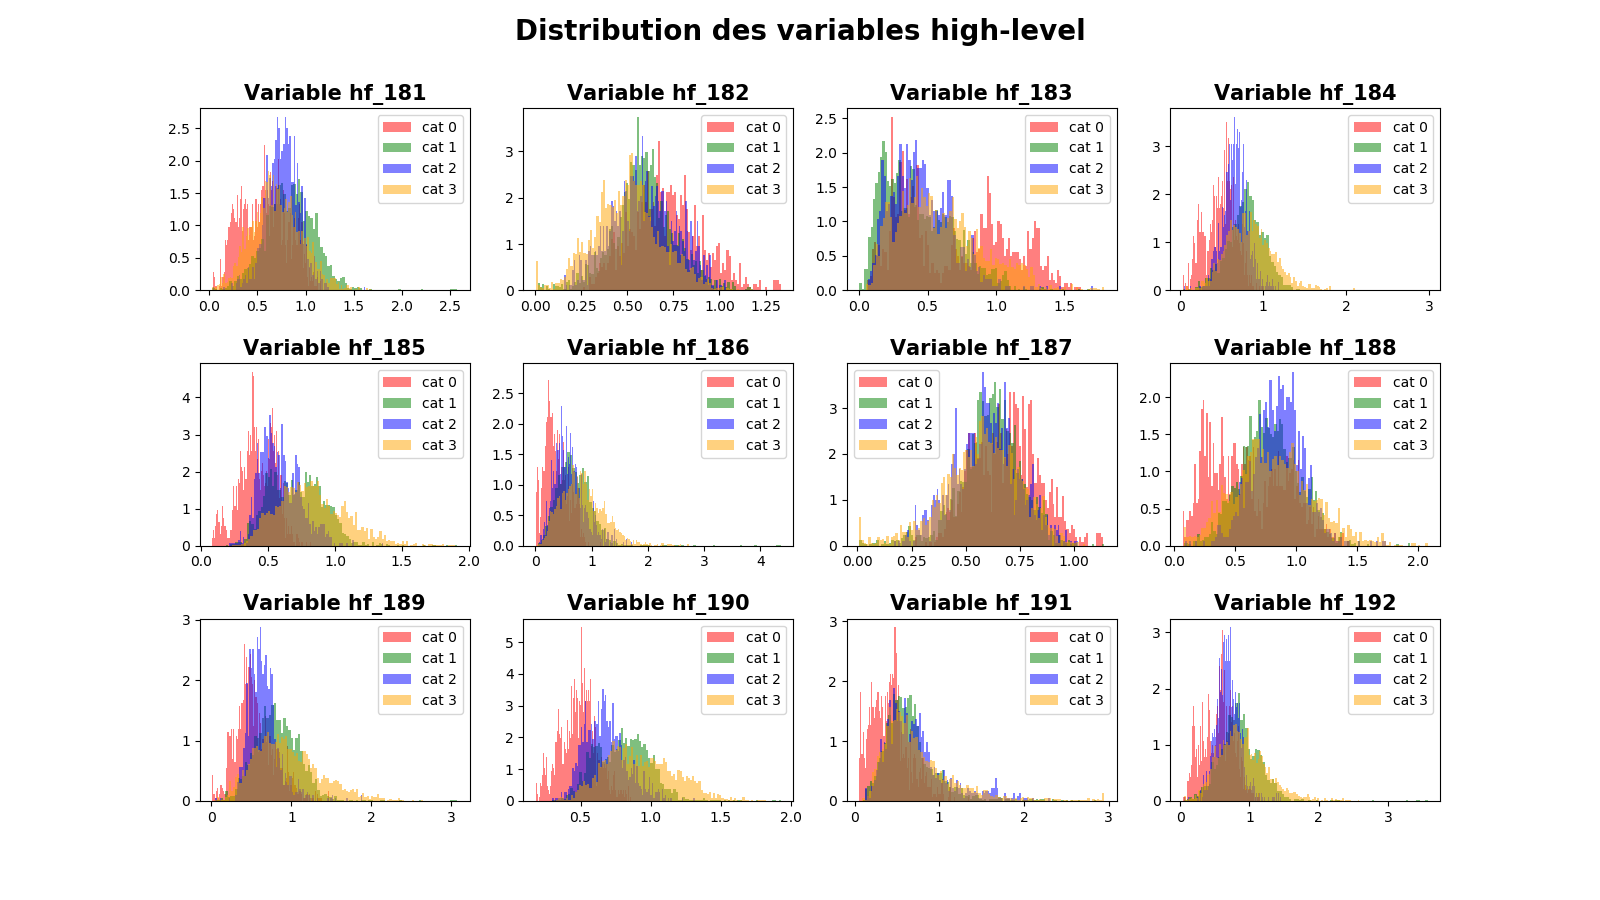 Distribution des variables high-level
Variable hf_181
2.5
2.0
1.5
1.0
0.5
0.0
0.0 0.5 1.0 1.5 2.0 2.5
cat 0
cat 1
cat 2
cat 3
Variable hf_182
3
2
1
0
0.00 0.25 0.50 0.75 1.00 1.25
cat 0
cat 1
cat 2
cat 3
Variable hf_183
2.5
2.0
1.5
1.0
0.5
0.0
0.0 0.5 1.0 1.5
cat 0
cat 1
cat 2
cat 3
Variable hf_184
3
2
1
0
0 1 2 3
cat 0
cat 1
cat 2
cat 3
Variable hf_185
4
3
2
1
0
0.0 0.5 1.0 1.5 2.0
cat 0
cat 1
cat 2
cat 3
Variable hf_186
2.5
2.0
1.5
1.0
0.5
0.0
0 1 2 3 4
cat 0
cat 1
cat 2
cat 3
Variable hf_187
3
2
1
0
0.00 0.25 0.50 0.75 1.00
cat 0
cat 1
cat 2
cat 3
Variable hf_188
2.0
1.5
1.0
0.5
0.0
0.0 0.5 1.0 1.5 2.0
cat 0
cat 1
cat 2
cat 3
Variable hf_189
3
2
1
0
0 1 2 3
cat 0
cat 1
cat 2
cat 3
Variable hf_190
5
4
3
2
1
0
0.5 1.0 1.5 2.0
cat 0
cat 1
cat 2
cat 3
Variable hf_191
3
2
1
0
0 1 2 3
cat 0
cat 1
cat 2
cat 3
Variable hf_192
3
2
1
0
0 1 2 3
cat 0
cat 1
cat 2
cat 3